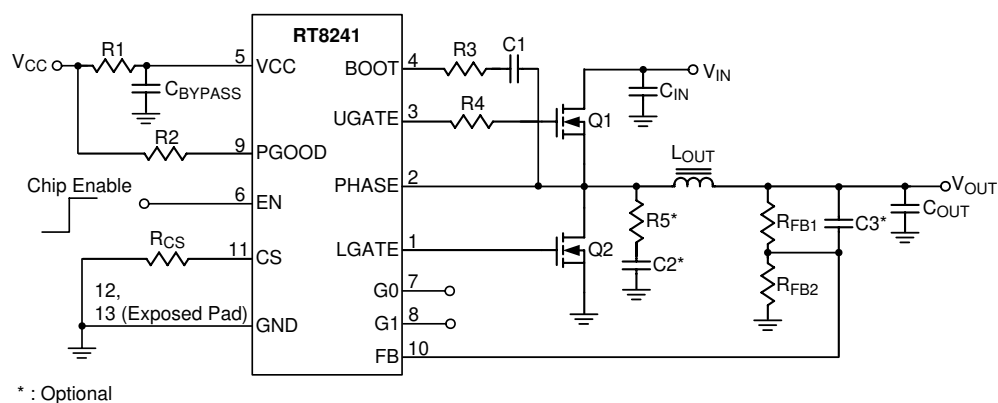 RT8241
VCC
R1
5
VCC
CBYPASS
R2
9
PGOOD
Chip Enable
6
EN
RCS
11
CS
12,
13 (Exposed Pad)
GND
BOOT
4
R3
C1
UGATE
3
R4
Q1
VIN
CIN
PHASE
2
LOUT
VOUT
COUT
R5*
C2*
RFB1
C3*
RFB2
LGATE
1
Q2
G0
7
G1
8
FB
10
* : Optional